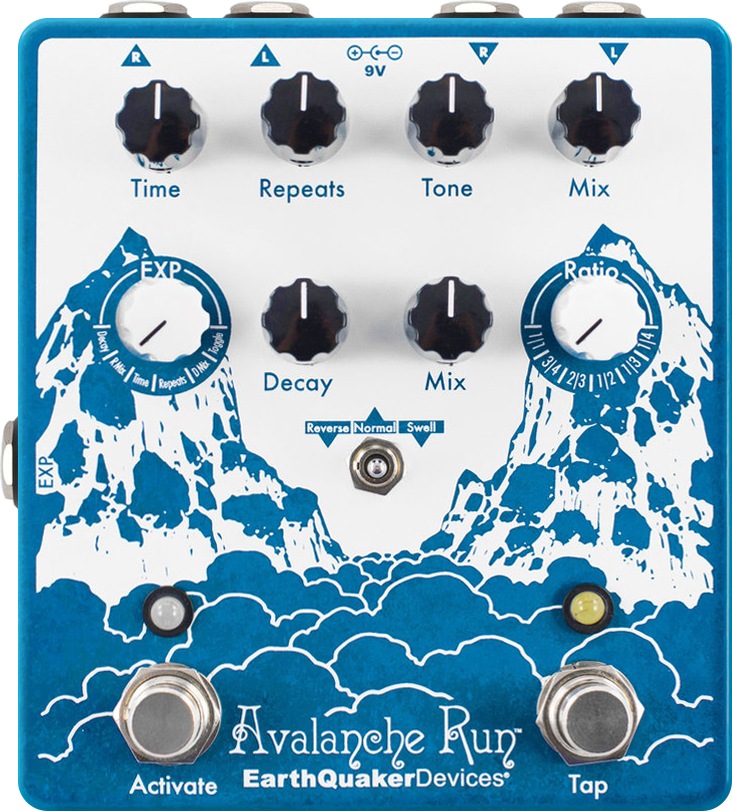 R
L
R
L
9V
Time
Repeats
Tone
Mix
EXP
Ratio
Decay
R.Mix
Time
Repeats
D.Mix
Toggle
1/1
3/4
2/3
1/2
1/3
1/4
Decay
Mix
Reverse Normal Swell
EXP
Avalanche Run™
EarthQuakerDevices®
Activate
Tap